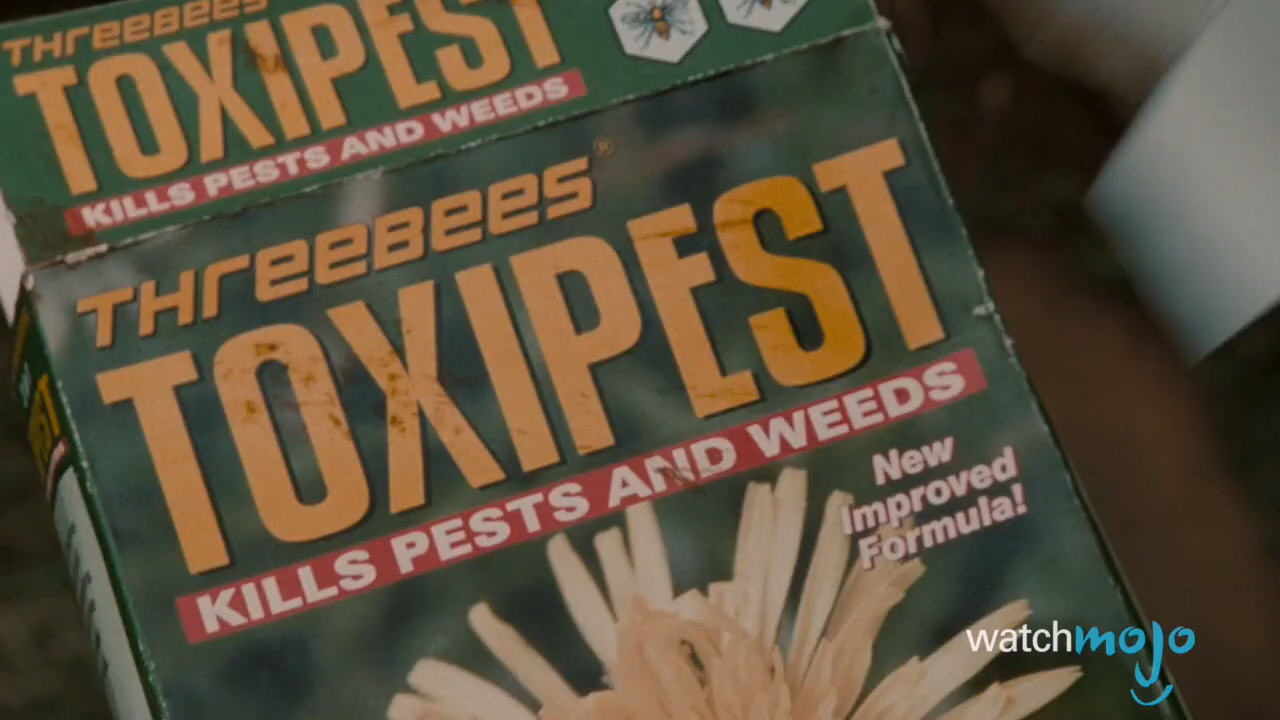 THreeBees
TOXIPEST
KILLS PESTS AND WEEDS
THreeBees®
TOXIPEST
KILLS PESTS AND WEEDS
New
Improved
Formula!
watchmojo